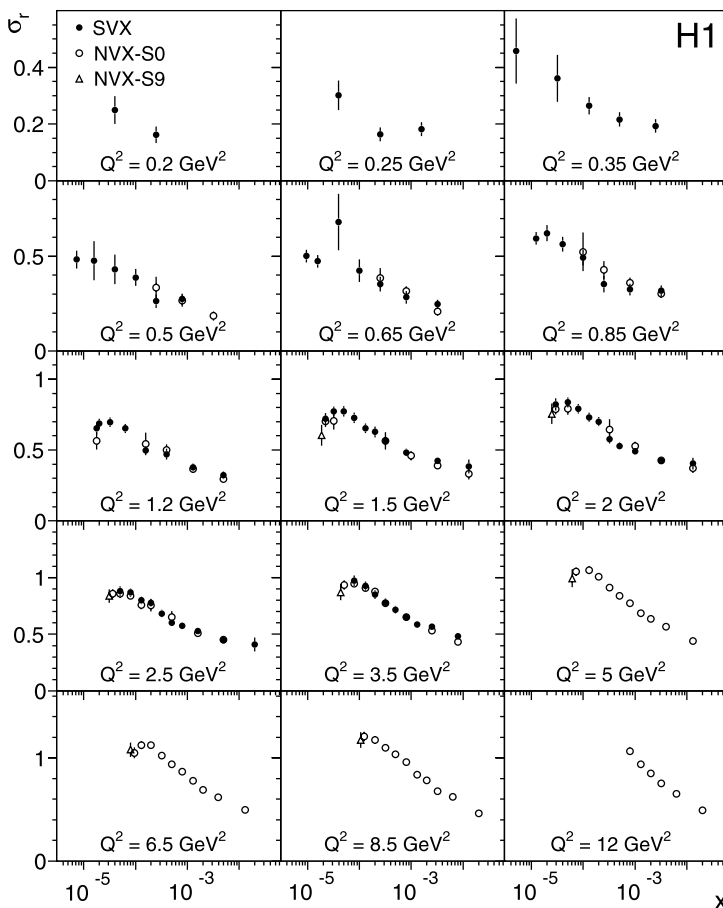 σr
H1
SVX
NVX-S0
NVX-S9
0.4
0.2
0
Q² = 0.2 GeV²
Q² = 0.25 GeV²
Q² = 0.35 GeV²
0.5
0
Q² = 0.5 GeV²
Q² = 0.65 GeV²
Q² = 0.85 GeV²
1
0.5
0
Q² = 1.2 GeV²
Q² = 1.5 GeV²
Q² = 2 GeV²
1
0.5
0
Q² = 2.5 GeV²
Q² = 3.5 GeV²
Q² = 5 GeV²
1
0
Q² = 6.5 GeV²
Q² = 8.5 GeV²
Q² = 12 GeV²
10⁻⁵ 10⁻³ 10⁻⁵ 10⁻³ 10⁻⁵ 10⁻³ x